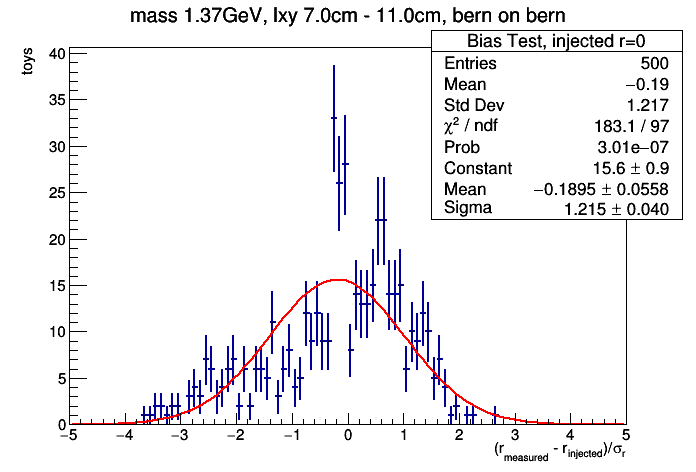 mass 1.37GeV, lxy 7.0cm - 11.0cm, bern on bern
Bias Test, injected r=0
Entries 500
Mean −0.19
Std Dev 1.217
χ² / ndf 183.1 / 97
Prob 3.01e−07
Constant 15.6 ± 0.9
Mean −0.1895 ± 0.0558
Sigma 1.215 ± 0.040
toys
40
35
30
25
20
15
10
5
0
−5 −4 −3 −2 −1 0 1 2 3 4 5
(r_measured - r_injected)/σ_r